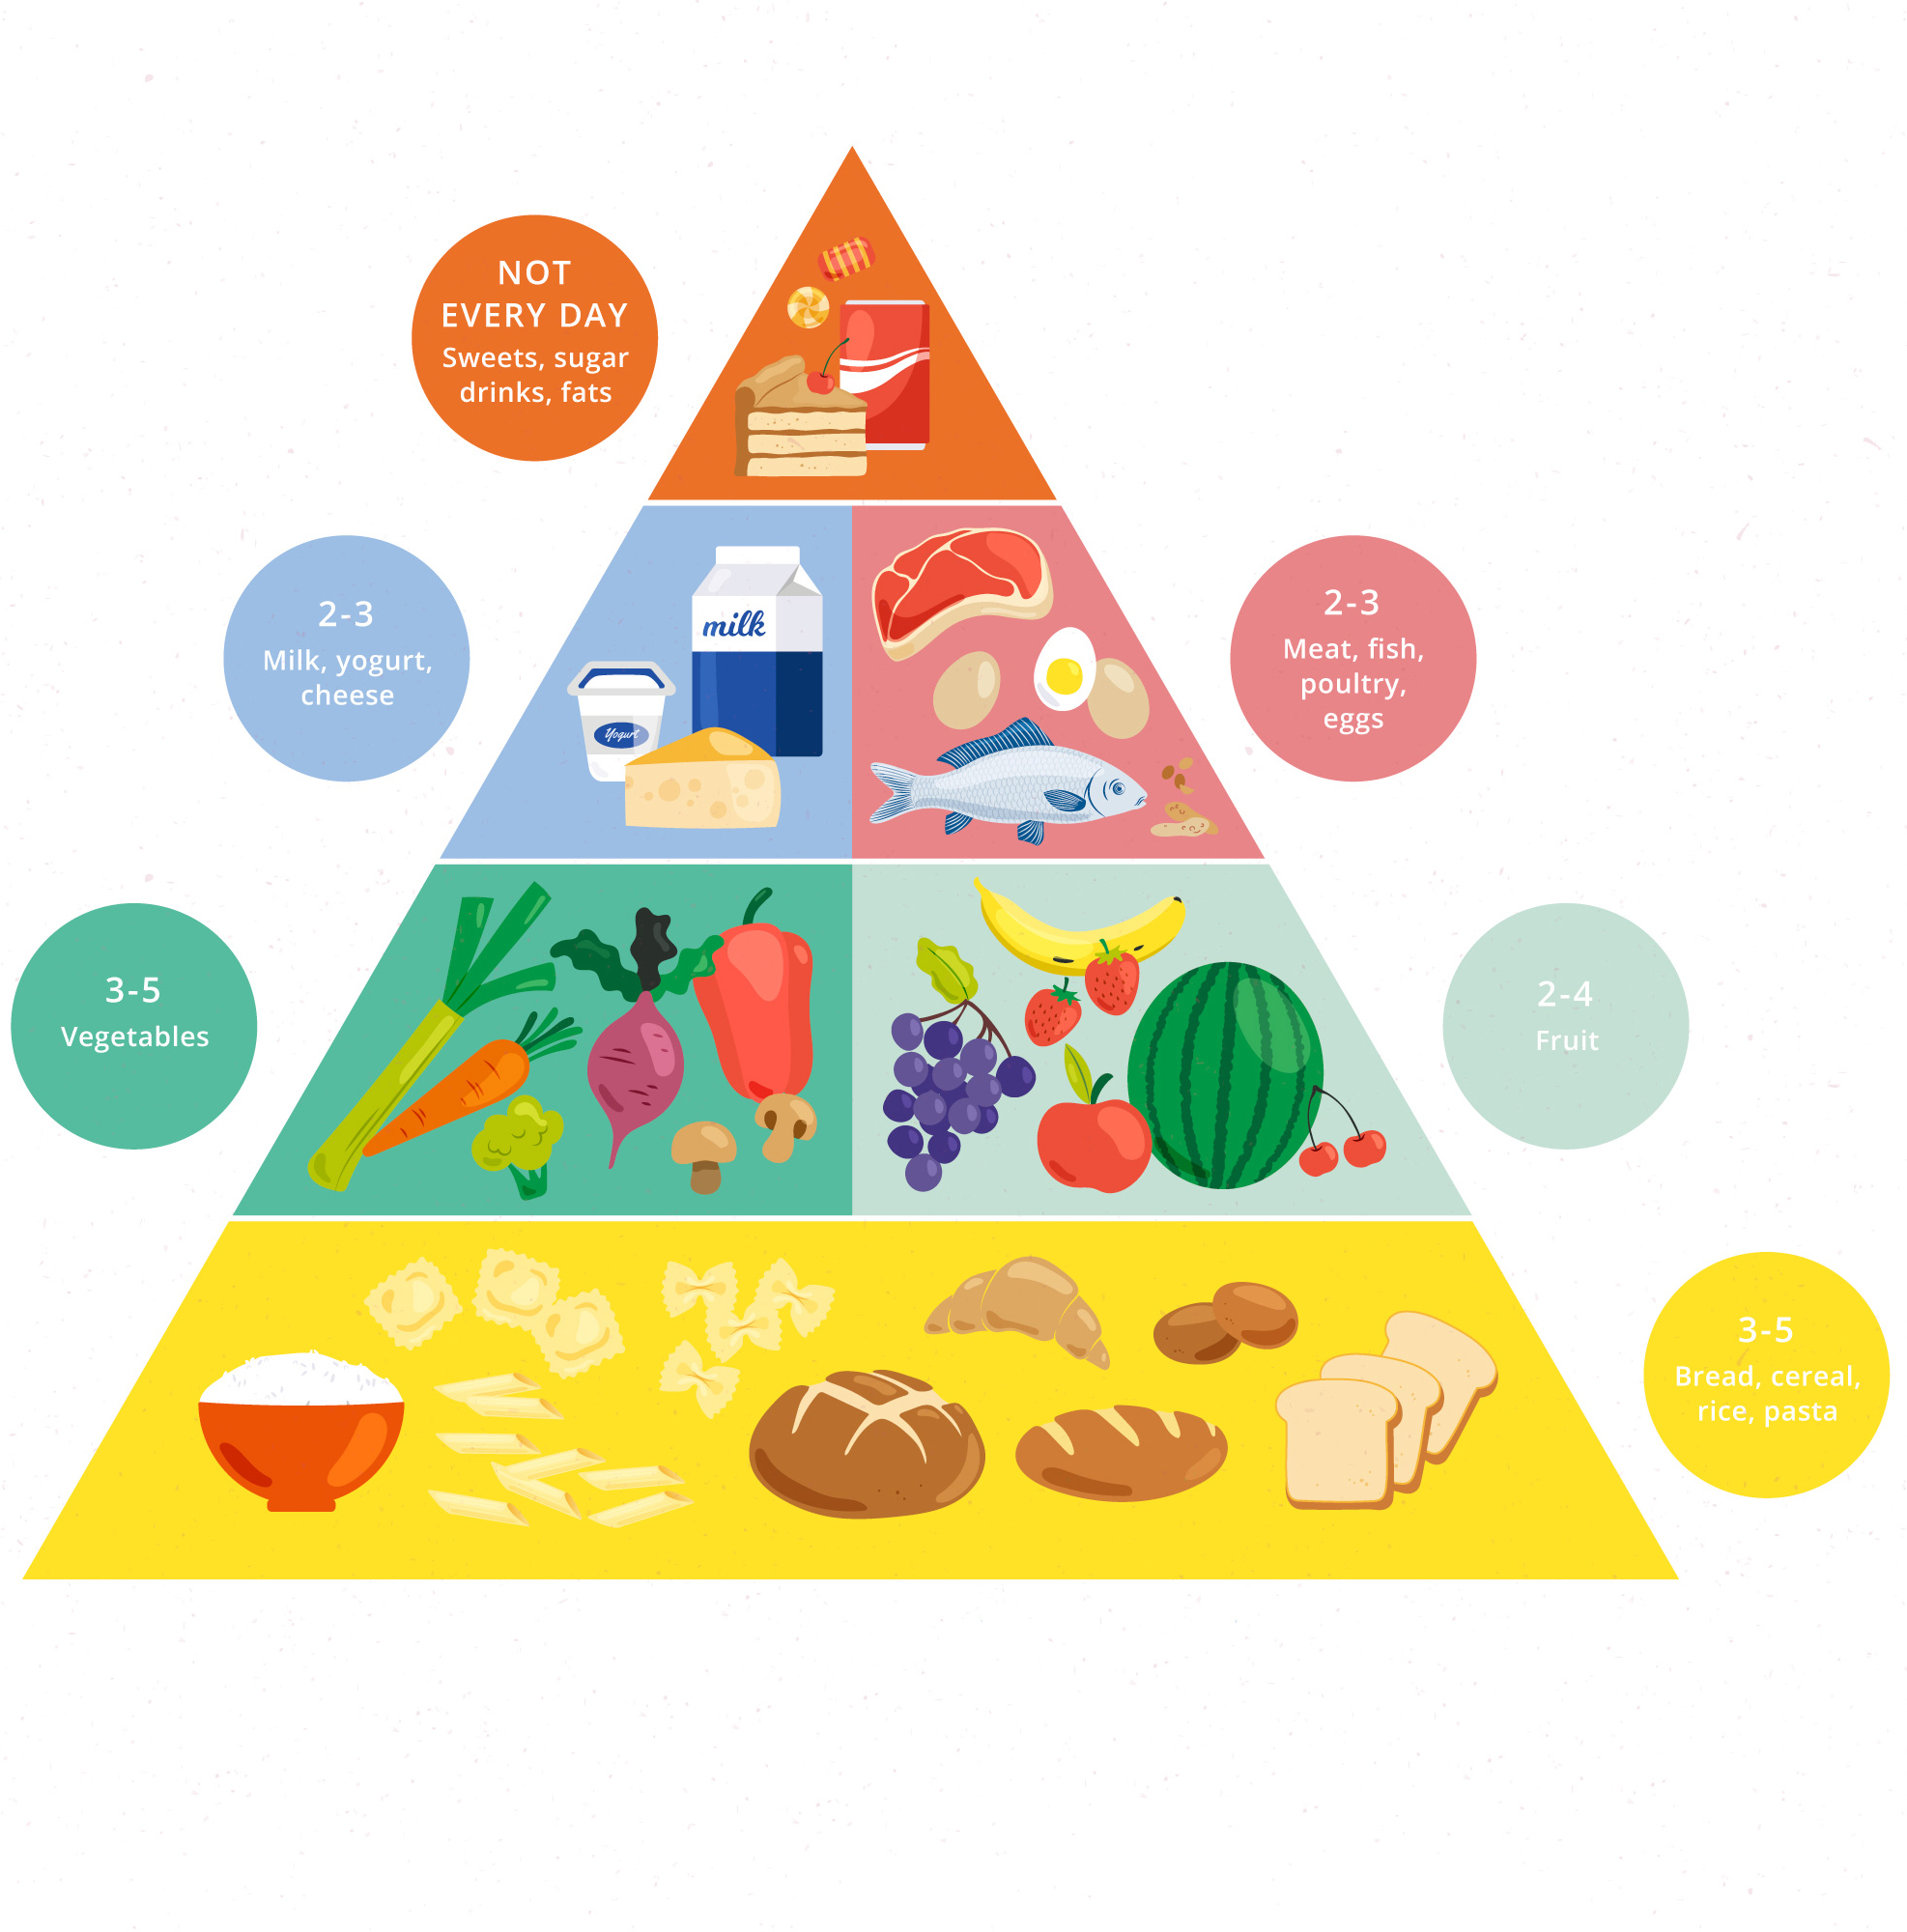 NOT
EVERY DAY
Sweets, sugar
drinks, fats
2-3
Milk, yogurt,
cheese
milk
Yogurt
2-3
Meat, fish,
poultry,
eggs
3-5
Vegetables
2-4
Fruit
3-5
Bread, cereal,
rice, pasta